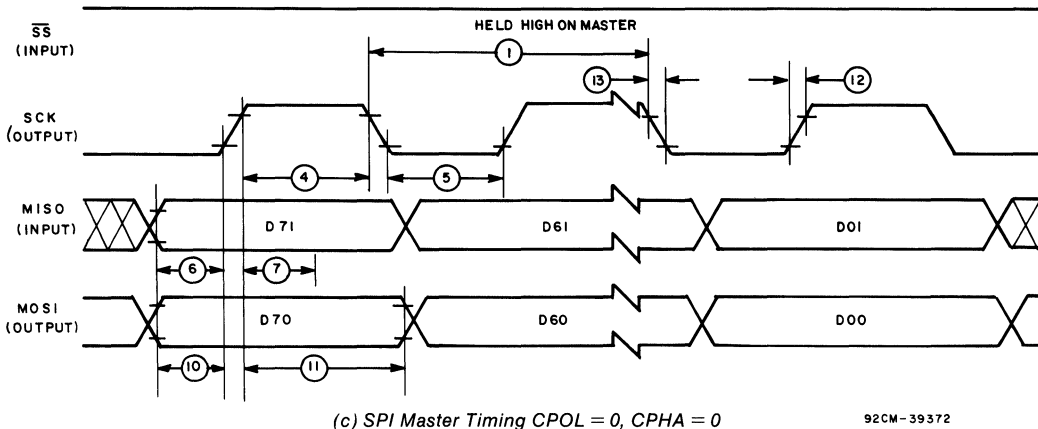 HELD HIGH ON MASTER
SS
(INPUT)
1
13
12
SCK
(OUTPUT)
4
5
MISO
(INPUT)
D71
D61
D01
6
7
MOSI
(OUTPUT)
D70
D60
D00
10
11
(c) SPI Master Timing CPOL = 0, CPHA = 0
92CM-39372